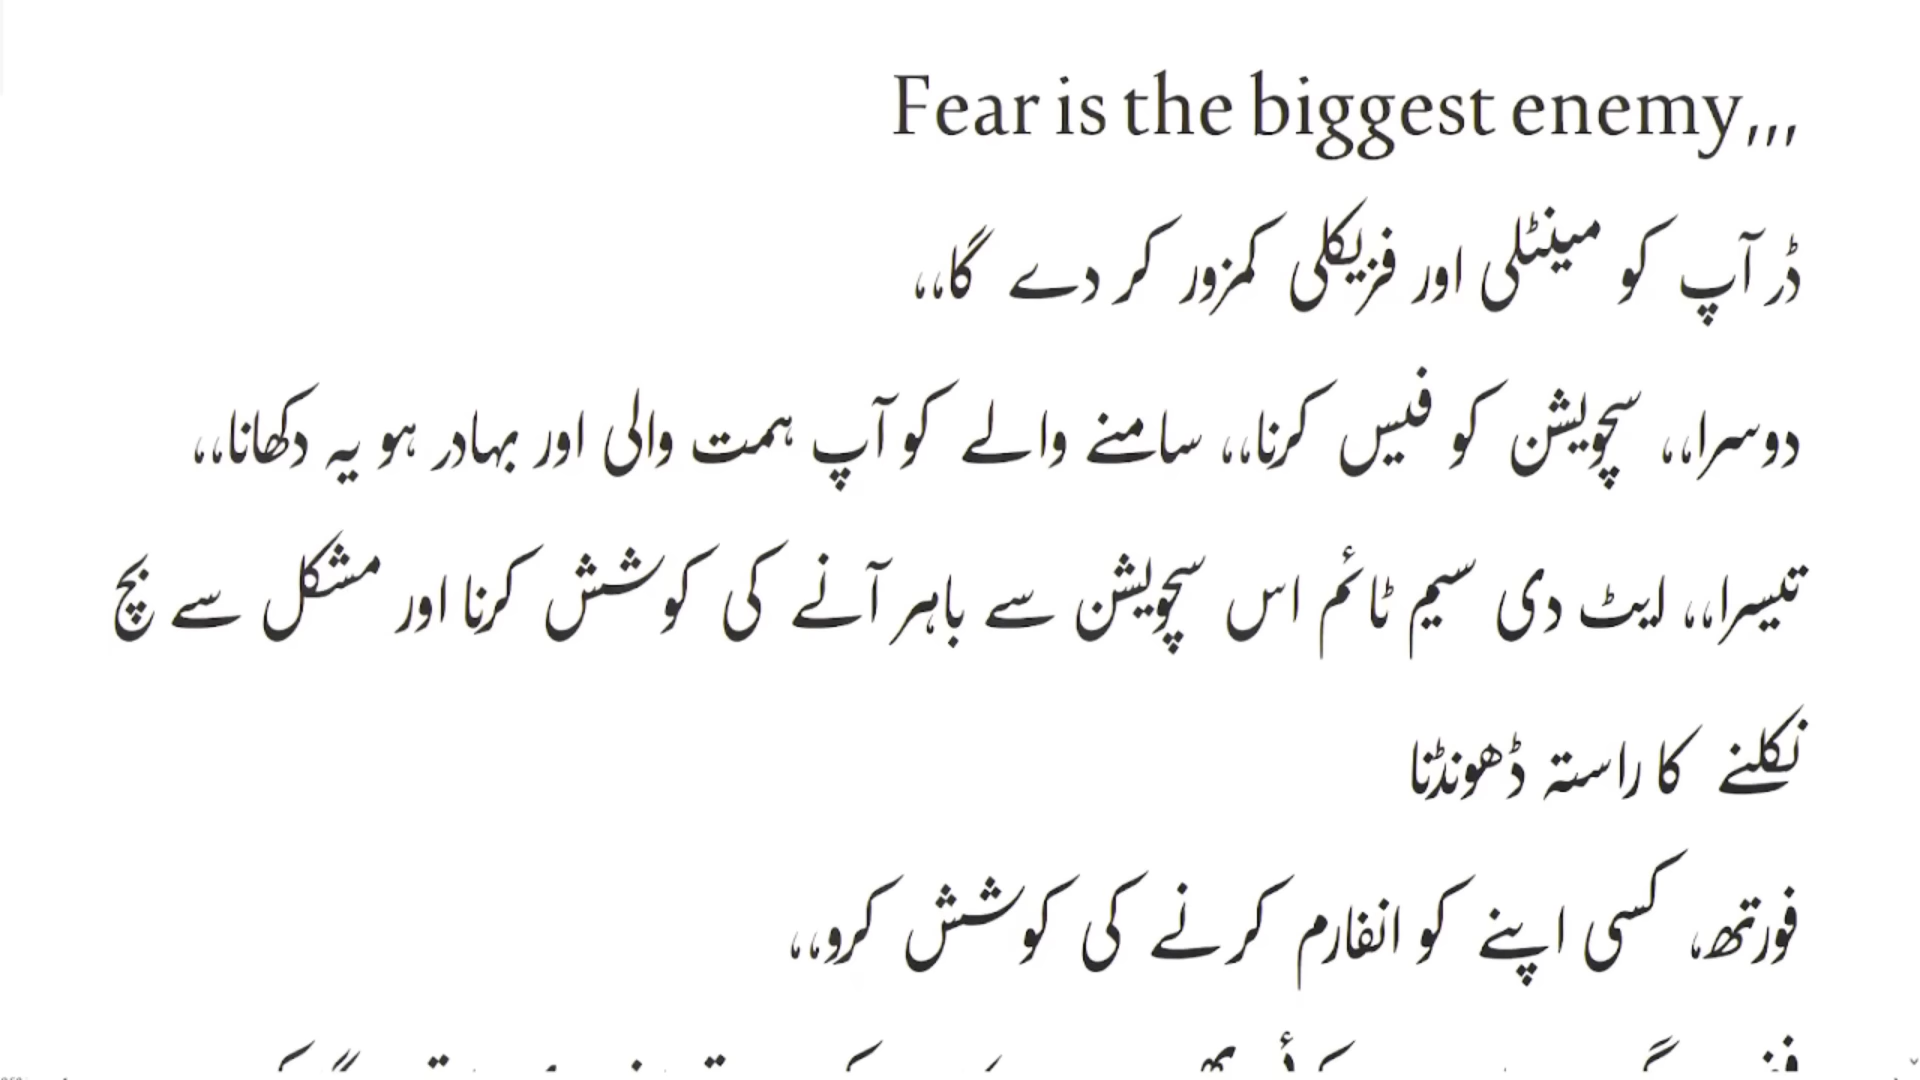 Fear is the biggest enemy,,,
ڈر آپ کو مینٹلی اور فزیکلی کمزور کر دے گا،،
دوسرا،، سچویشن کو فیس کرنا،، سامنے والے کو آپ ہمت والی اور بہادر ہو یہ دکھانا،،
تیسرا،، ایٹ دی سیم ٹائم اس سچویشن سے باہر آنے کی کوشش کرنا اور مشکل سے بچ
نکلنے کا راستہ ڈھونڈنا
فورتھ، کسی اپنے کو انفارم کرنے کی کوشش کرو،،